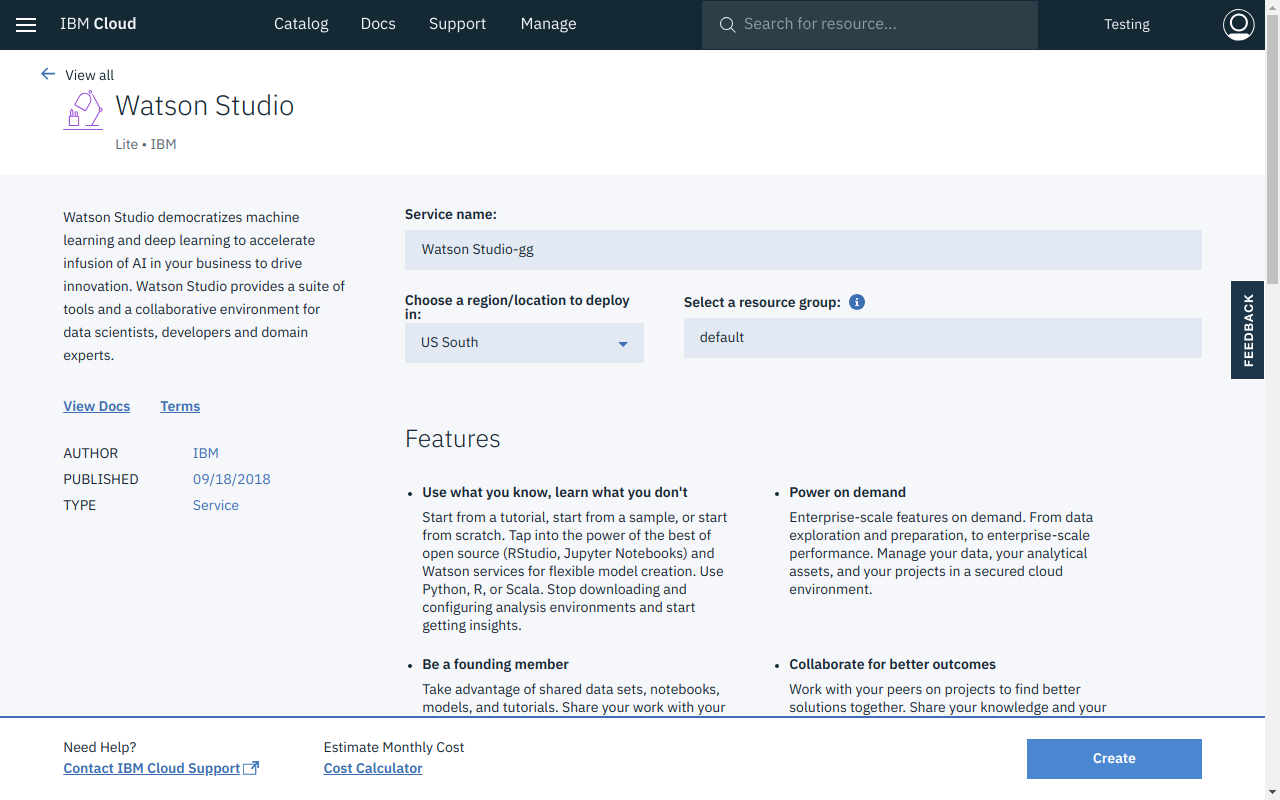 IBM Cloud
Catalog
Docs
Support
Manage
Search for resource...
Testing
View all
Watson Studio
Lite • IBM
Watson Studio democratizes machine
learning and deep learning to accelerate
infusion of AI in your business to drive
innovation. Watson Studio provides a suite of
tools and a collaborative environment for
data scientists, developers and domain
experts.
View Docs
Terms
AUTHOR IBM
PUBLISHED 09/18/2018
TYPE Service
Service name:
Watson Studio-gg
Choose a region/location to deploy
in:
US South
Select a resource group:
default
FEEDBACK
Features
Use what you know, learn what you don't
Start from a tutorial, start from a sample, or start
from scratch. Tap into the power of the best of
open source (RStudio, Jupyter Notebooks) and
Watson services for flexible model creation. Use
Python, R, or Scala. Stop downloading and
configuring analysis environments and start
getting insights.
Power on demand
Enterprise-scale features on demand. From data
exploration and preparation, to enterprise-scale
performance. Manage your data, your analytical
assets, and your projects in a secured cloud
environment.
Be a founding member
Take advantage of shared data sets, notebooks,
models, and tutorials. Share your work with your
Collaborate for better outcomes
Work with your peers on projects to find better
solutions together. Share your knowledge and your
Need Help?
Contact IBM Cloud Support
Estimate Monthly Cost
Cost Calculator
Create